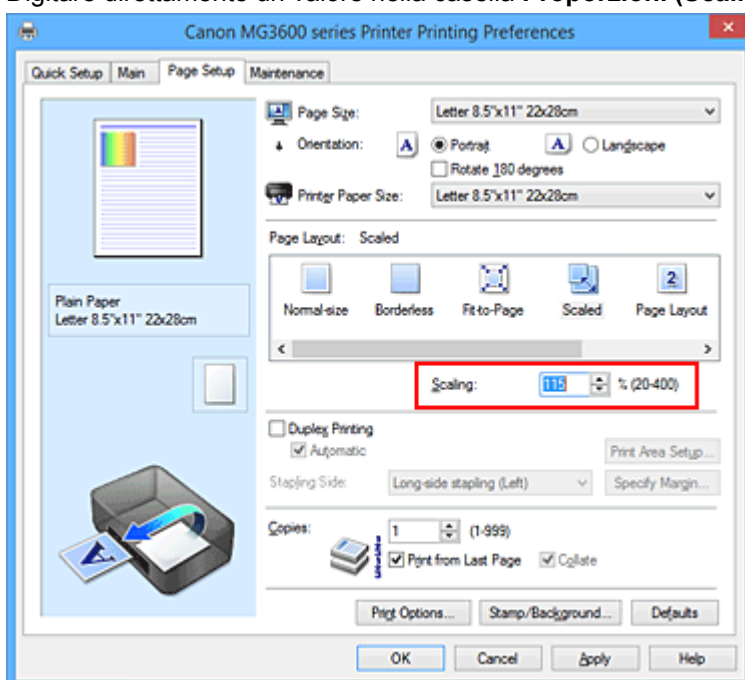 Digitare direttamente un valore nella casella Proporzioni
Canon MG3600 series Printer Printing Preferences
Quick Setup Main Page Setup Maintenance
Page Size: Letter 8.5"x11" 22x28cm
Orientation: A Portrait A Landscape
Rotate 180 degrees
Printer Paper Size: Letter 8.5"x11" 22x28cm
Page Layout: Scaled
Normal-size Borderless Fit-to-Page Scaled 2 Page Layout
Plain Paper
Letter 8.5"x11" 22x28cm
Scaling: 115 % (20-400)
Duplex Printing
Automatic Print Area Setup...
Stapling Side: Long-side stapling (Left) Specify Margin...
Copies: 1 (1-999)
Print from Last Page Collate
A
Print Options... Stamp/Background... Defaults
OK Cancel Apply Help